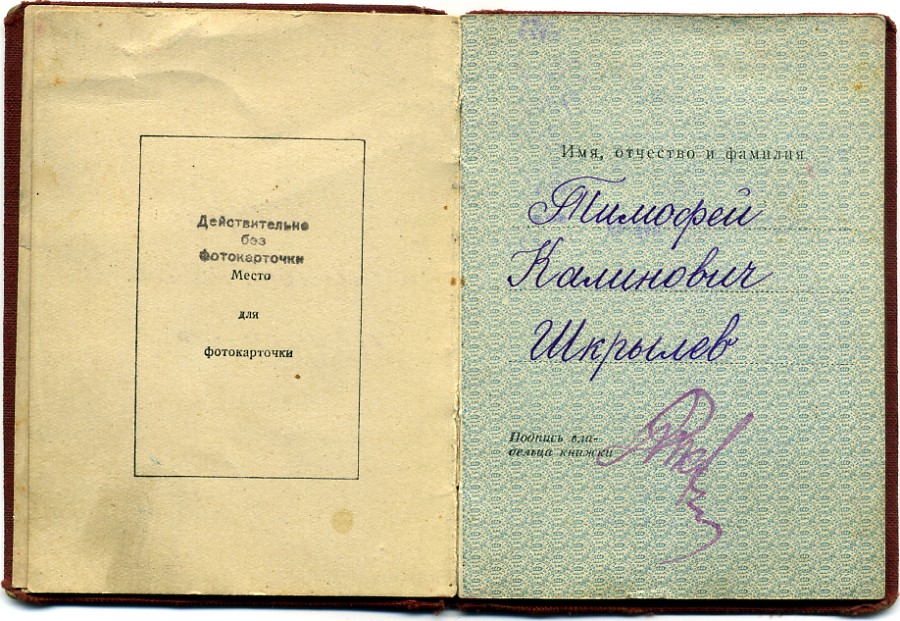 Действительно
без
фотокарточки
Место
для
фотокарточки
Имя, отчество и фамилия
Тимофей
Калинович
Шкрылев
Подпись вла-
дельца книжки